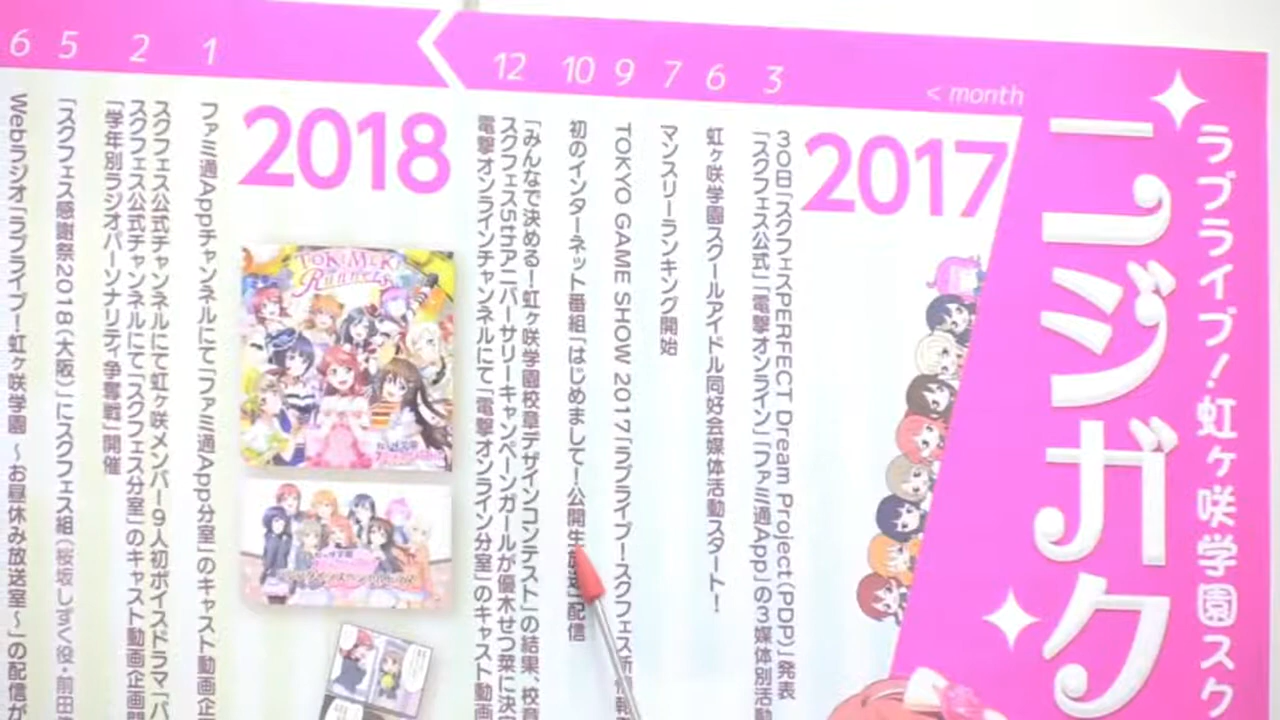 ラブライブ!虹ヶ咲学園スク
ニジガク
< month
2017
3
30日「スクフェスPERFECT Dream Project(PDP)」発表
「スクフェス公式」「電撃オンライン」「ファミ通App」の3媒体別活動
6
虹ヶ咲学園スクールアイドル同好会媒体活動スタート!
7
マンスリーランキング開始
9
TOKYO GAME SHOW 2017「『ラブライブ!スクフェス
10
初のインターネット番組「はじめまして!公開生放送」配信
12
「みんなで決める!虹ヶ咲学園校章デザインコンテスト」の結果、校章
スクフェス5thアニバーサリーキャンペーンガールが優木せつ菜に決定
電撃オンラインチャンネルにて「電撃オンライン分室」のキャスト動画
2018
TOKIMEKI
Runners
1
ファミ通Appチャンネルにて「ファミ通App分室」のキャスト動画企
2
スクフェス公式チャンネルにて虹ヶ咲メンバー9人初ボイスドラマ「バ
スクフェス公式チャンネルにて「スクフェス分室」のキャスト動画企画開
「学年別ラジオパーソナリティ争奪戦」開催
5
「スクフェス感謝祭2018(大阪)」にスクフェス組(桜坂しずく役・前田
6
Webラジオ「ラブライブ!虹ヶ咲学園 ～お昼休み放送室～」の配信が